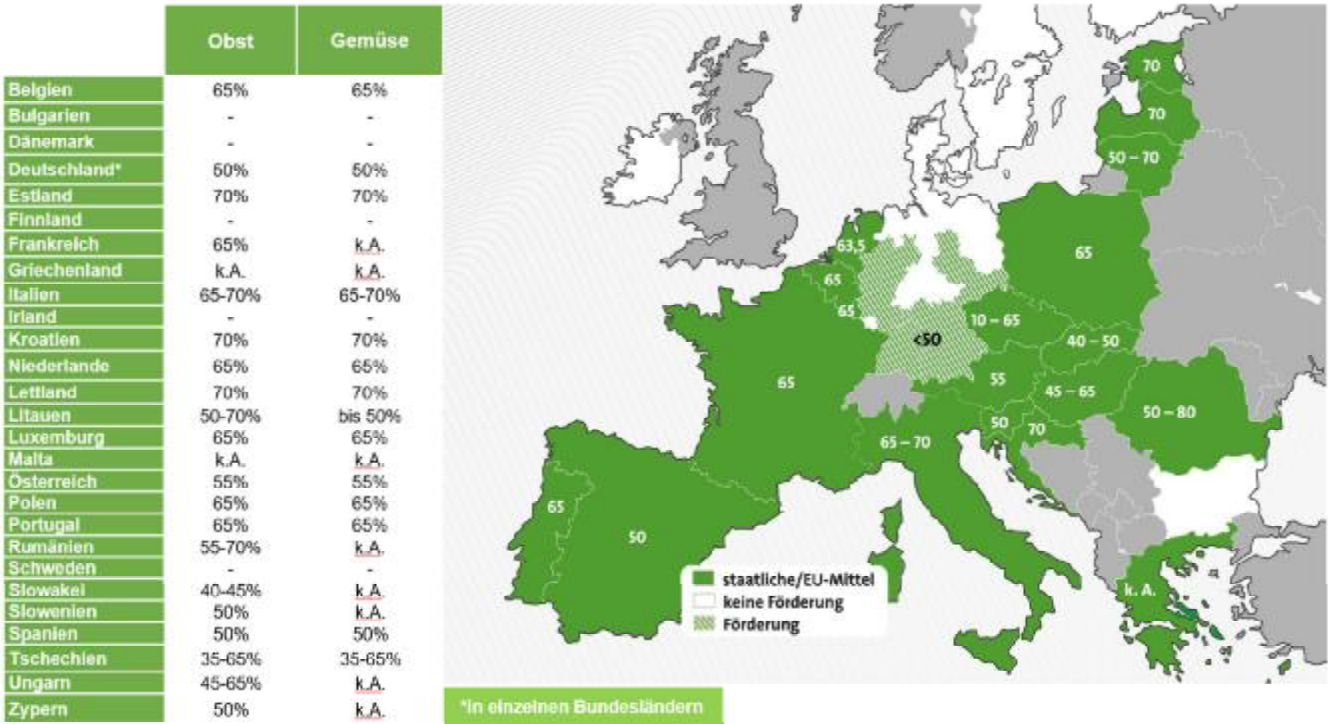 Obst Gemüse
Belgien 65% 65%
Bulgarien - -
Dänemark - -
Deutschland* 50% 50%
Estland 70% 70%
Finnland - -
Frankreich 65% k.A.
Griechenland k.A. k.A.
Italien 65-70% 65-70%
Irland - -
Kroatien 70% 70%
Niederlande 65% 65%
Lettland 70% 70%
Litauen 50-70% bis 50%
Luxemburg 65% 65%
Malta k.A. k.A.
Österreich 55% 55%
Polen 65% 65%
Portugal 65% 65%
Rumänien 55-70% k.A.
Schweden - -
Slowakei 40-45% k.A.
Slowenien 50% k.A.
Spanien 50% 50%
Tschechien 35-65% 35-65%
Ungarn 45-65% k.A.
Zypern 50% k.A.
70
70
50 – 70
63,5
65
65
65
10 – 65
<50
40 – 50
65
55
45 – 65
50 – 80
50
70
65 – 70
65
50
k. A.
staatliche/EU-Mittel
keine Förderung
Förderung
*in einzelnen Bundesländern